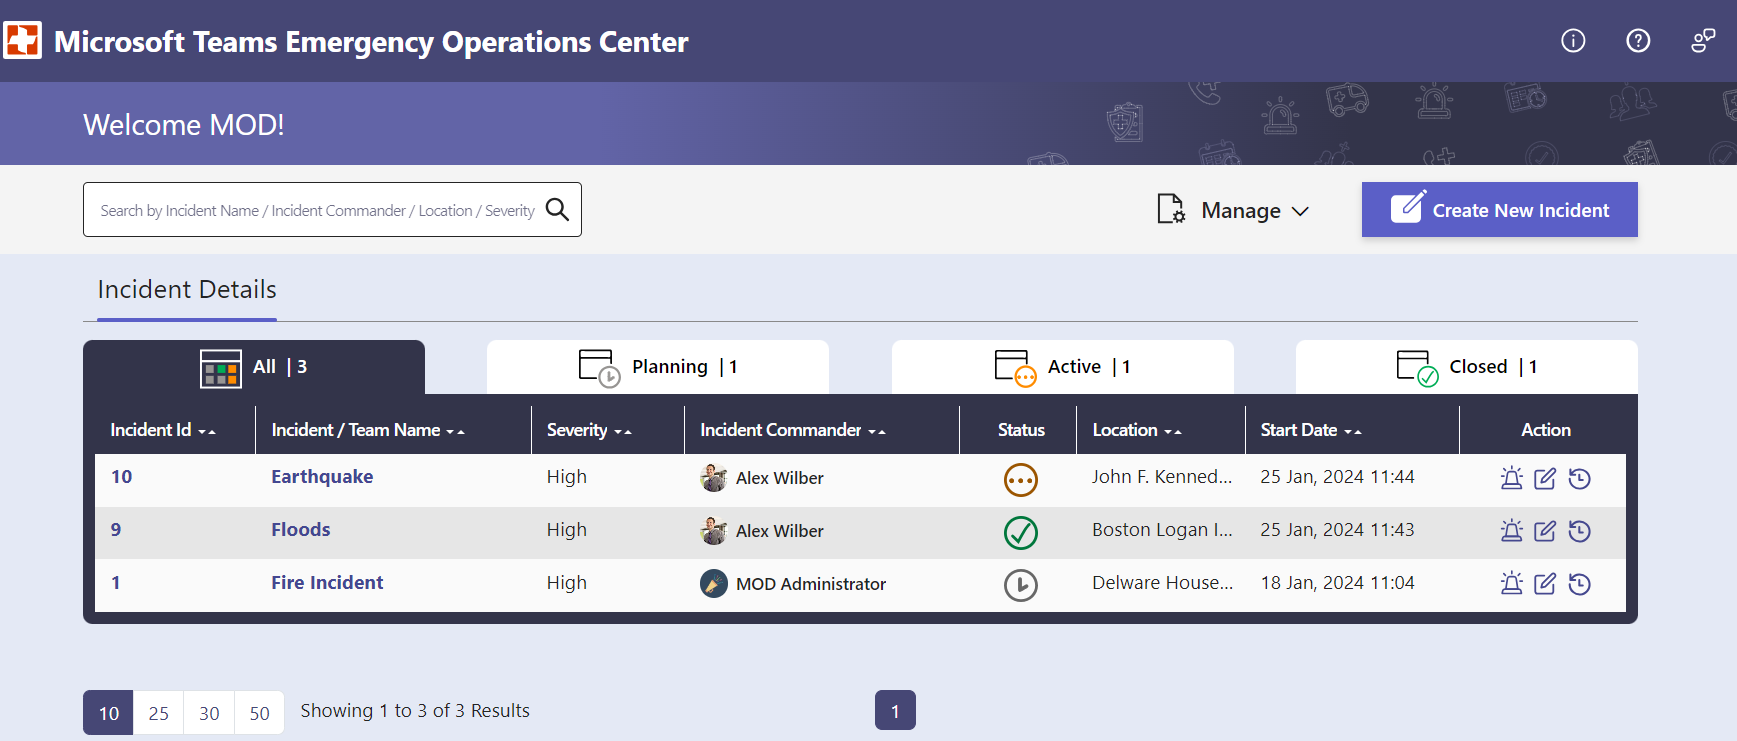 Microsoft Teams Emergency Operations Center
Welcome MOD!
Search by Incident Name / Incident Commander / Location / Severity
Manage
Create New Incident
Incident Details
All | 3
Planning | 1
Active | 1
Closed | 1
Incident Id Incident / Team Name Severity Incident Commander Status Location Start Date Action
10 Earthquake High Alex Wilber John F. Kenned... 25 Jan, 2024 11:44
9 Floods High Alex Wilber Boston Logan I... 25 Jan, 2024 11:43
1 Fire Incident High MOD Administrator Delware House... 18 Jan, 2024 11:04
10 25 30 50 Showing 1 to 3 of 3 Results 1